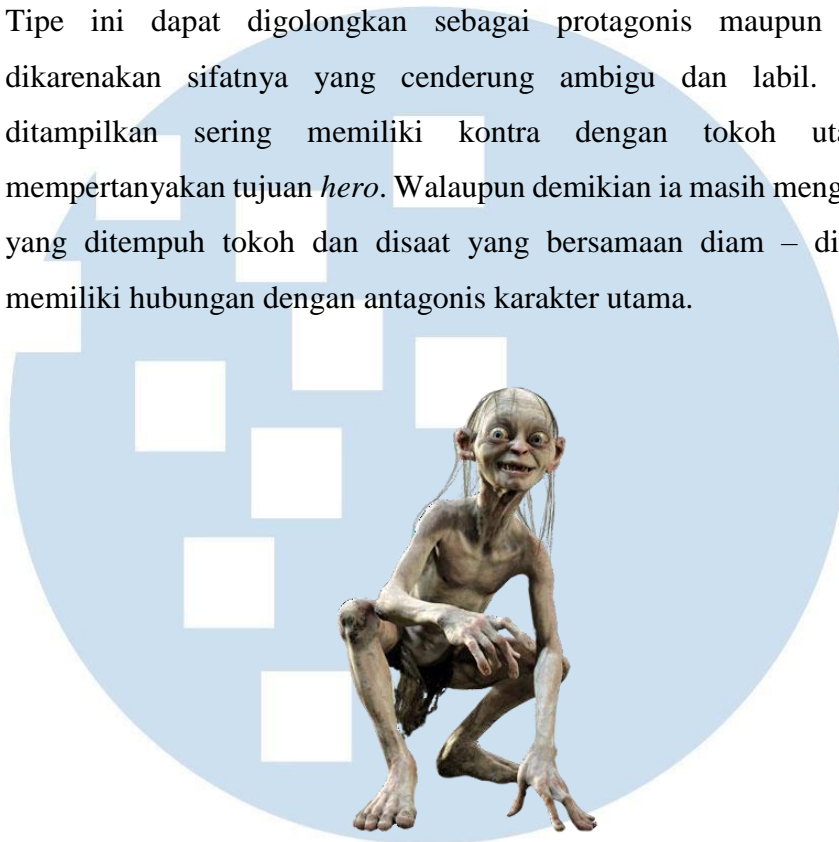 Tipe ini dapat digolongkan sebagai protagonis maupun
dikarenakan sifatnya yang cenderung ambigu dan labil.
ditampilkan sering memiliki kontra dengan tokoh
mempertanyakan tujuan hero. Walaupun demikian ia masih
yang ditempuh tokoh dan disaat yang bersamaan diam –
memiliki hubungan dengan antagonis karakter utama.